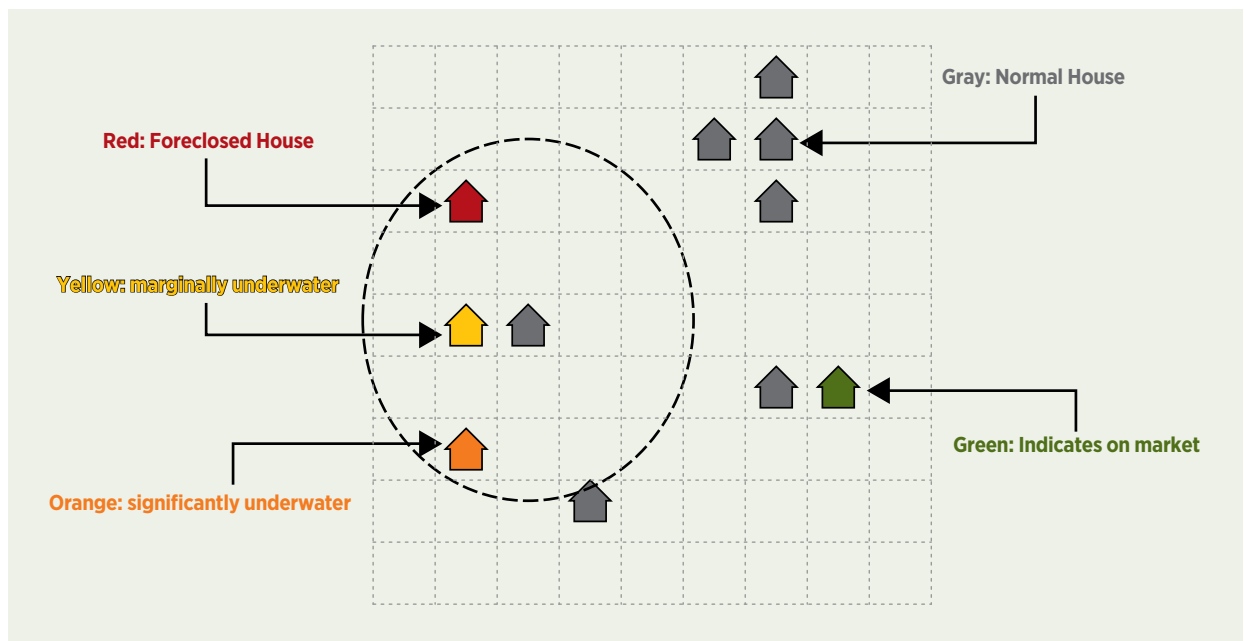 Gray: Normal House
Red: Foreclosed House
Yellow: marginally underwater
Green: Indicates on market
Orange: significantly underwater